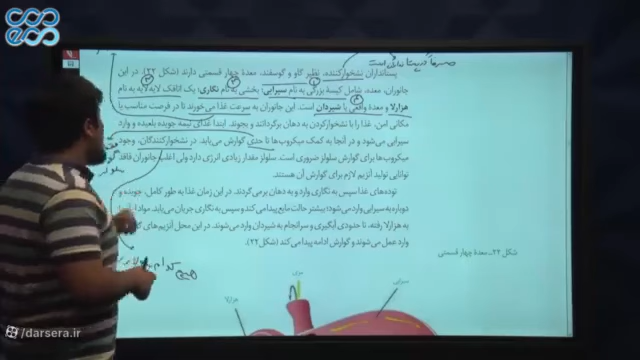 صرفا گیاهی است
پستانداران نشخوارکننده، نظیر گاو و گوسفند، معدهٔ چهار قسمتی دارند (شکل ۲۲). در این
جانوران، معده، شامل کیسهٔ بزرگی به نام سیرابی؛ بخشی به نام نگاری؛ یک اتاقک لایه‌لایه به نام
هزارلا و معدهٔ واقعی یا شیردان است. این جانوران به سرعت غذا می‌خورند تا در فرصت مناسب یا
مکانی امن، غذا را با نشخوارکردن به دهان برگردانند و بجوند. ابتدا غذای نیمه جویده بلعیده و وارد
سیرابی می‌شود و در آنجا به کمک میکروب‌ها تا حدی گوارش می‌یابد. در نشخوارکنندگان، وجود
میکروب‌ها برای گوارش سلولز ضروری است. سلولز مقدار زیادی انرژی دارد ولی اغلب جانوران فاقد
توانایی تولید آنزیم لازم برای گوارش آن هستند.
توده‌های غذا سپس به نگاری وارد و به دهان برمی‌گردند. در این زمان غذا به طور کامل، جویده و
دوباره به سیرابی وارد می‌شود؛ بیشتر حالت مایع پیدا می‌کند و سپس به نگاری جریان می‌یابد. مواد
به هزارلا رفته، تا حدودی آبگیری و سرانجام به شیردان وارد می‌شوند. در این محل آنزیم‌های
وارد عمل می‌شوند و گوارش ادامه پیدا می‌کند (شکل ۲۲).
شکل ۲۲ـ معدهٔ چهار قسمتی
سیرابی
مری
هزارلا
/darsera.ir